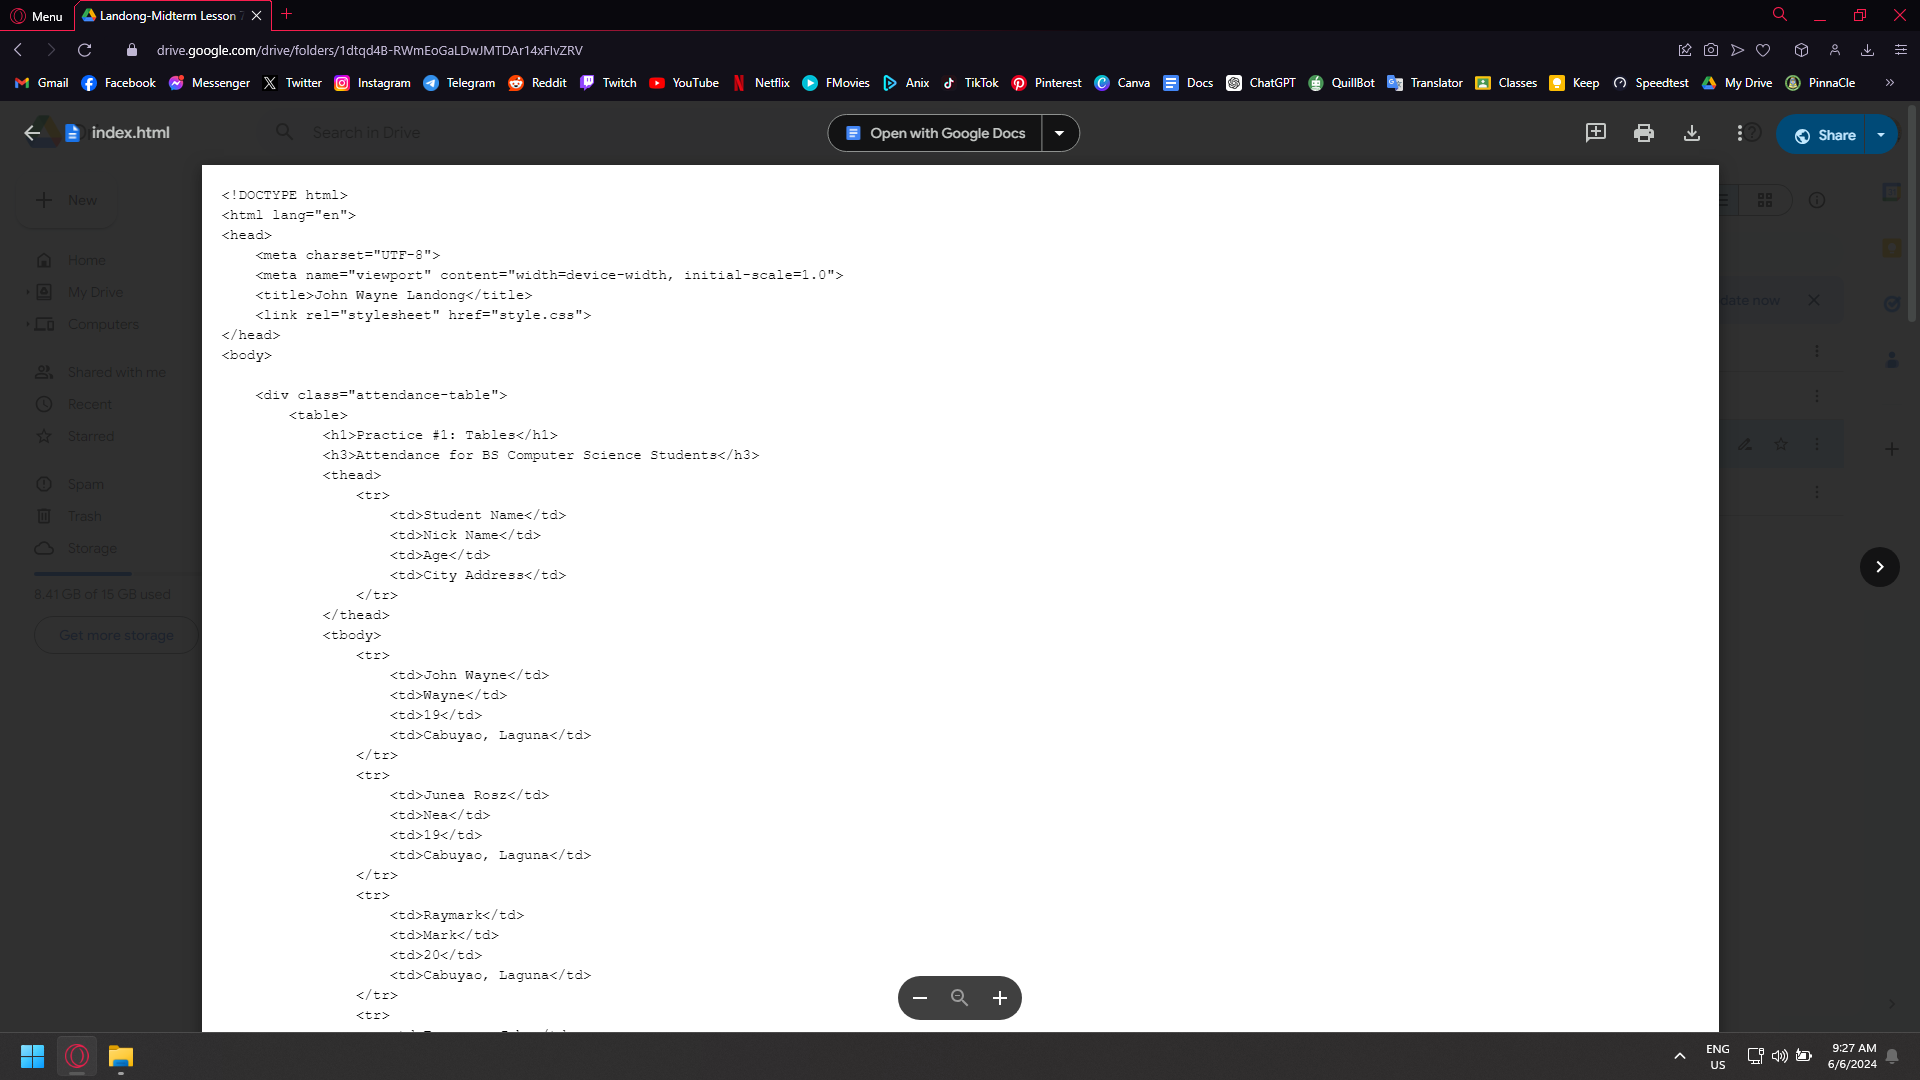 Menu
Landong-Midterm Lesson 7
drive.google.com/drive/folders/1dtqd4B-RWmEoGaLDwJMTDAr14xFIvZRV
Gmail Facebook Messenger Twitter Instagram Telegram Reddit Twitch YouTube Netflix FMovies Anix TikTok Pinterest Canva Docs ChatGPT QuillBot Translator Classes Keep Speedtest My Drive PinnaCle
index.html Search in Drive Open with Google Docs Share
<!DOCTYPE html>
<html lang="en">
<head>
<meta charset="UTF-8">
<meta name="viewport" content="width=device-width, initial-scale=1.0">
<title>John Wayne Landong</title>
<link rel="stylesheet" href="style.css">
</head>
<body>
<div class="attendance-table">
<table>
<h1>Practice #1: Tables</h1>
<h3>Attendance for BS Computer Science Students</h3>
<thead>
<tr>
<td>Student Name</td>
<td>Nick Name</td>
<td>Age</td>
<td>City Address</td>
</tr>
</thead>
<tbody>
<tr>
<td>John Wayne</td>
<td>Wayne</td>
<td>19</td>
<td>Cabuyao, Laguna</td>
</tr>
<tr>
<td>Junea Rosz</td>
<td>Nea</td>
<td>19</td>
<td>Cabuyao, Laguna</td>
</tr>
<tr>
<td>Raymark</td>
<td>Mark</td>
<td>20</td>
<td>Cabuyao, Laguna</td>
</tr>
<tr>
New
Home
My Drive
Computers
Shared with me
Recent
Starred
Spam
Trash
Storage
8.41 GB of 15 GB used
Get more storage
date now
ENG
US
9:27 AM
6/6/2024